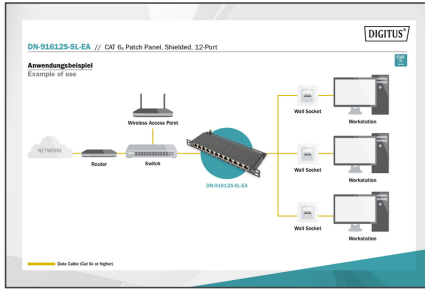 DIGITUS®
DN-91612S-SL-EA // CAT 6A Patch Panel, Shielded, 12-Port
CAT
Anwendungsbeispiel
Example of use
Wireless Access Point
NETWORK
Router
Switch
DN-91612S-SL-EA
Wall Socket
Workstation
Wall Socket
Workstation
Wall Socket
Workstation
Data Cable (Cat 6A or higher)